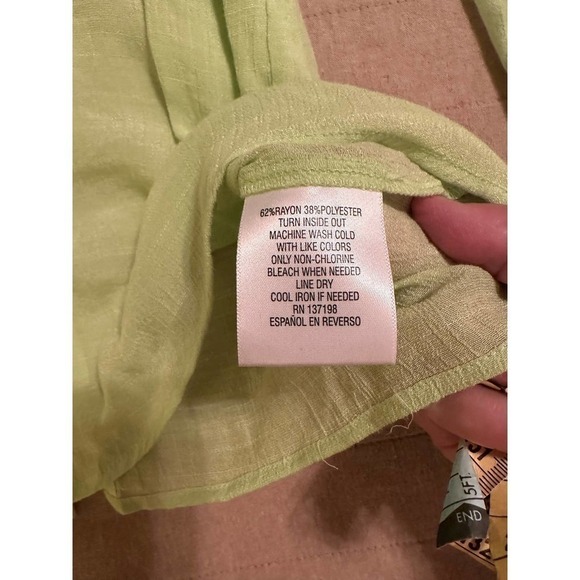 62%RAYON 38%POLYESTER
TURN INSIDE OUT
MACHINE WASH COLD
WITH LIKE COLORS
ONLY NON-CHLORINE
BLEACH WHEN NEEDED
LINE DRY
COOL IRON IF NEEDED
RN 137198
ESPAÑOL EN REVERSO
5FT.
END